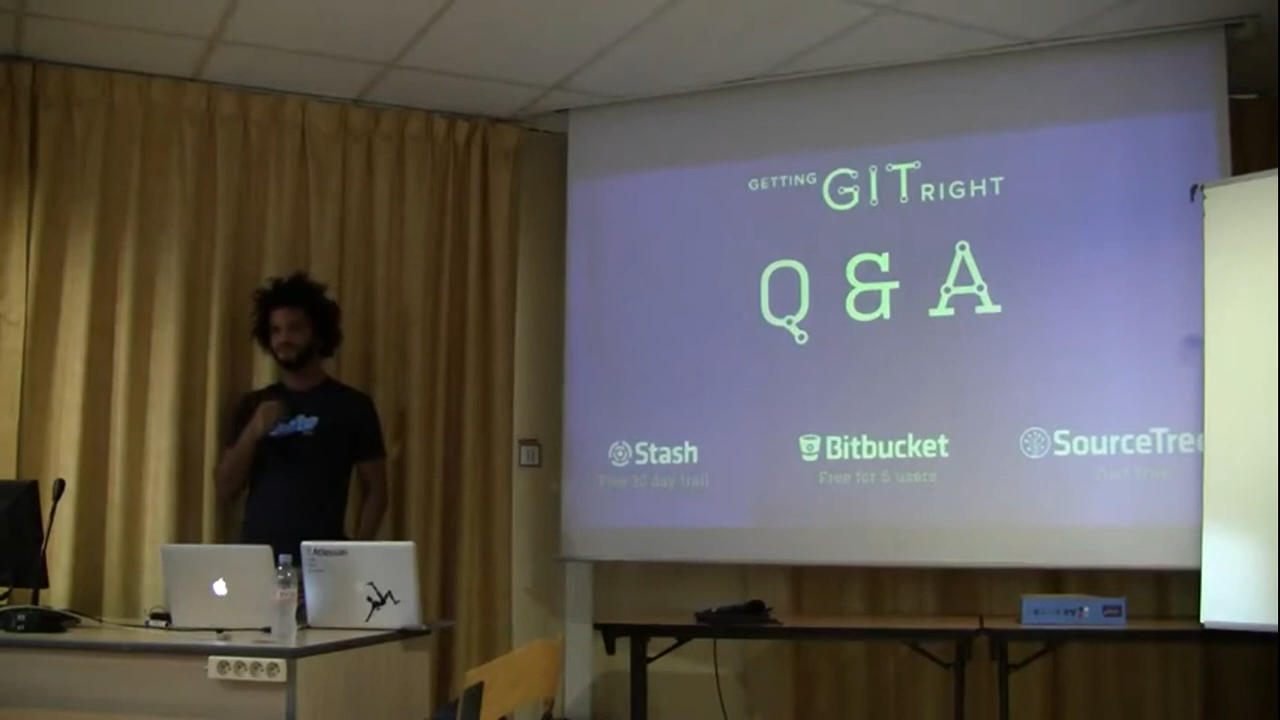 GETTING GIT RIGHT
Q & A
Stash
Free 30 day trail
Bitbucket
Free for 5 users
SourceTree
Atlassian